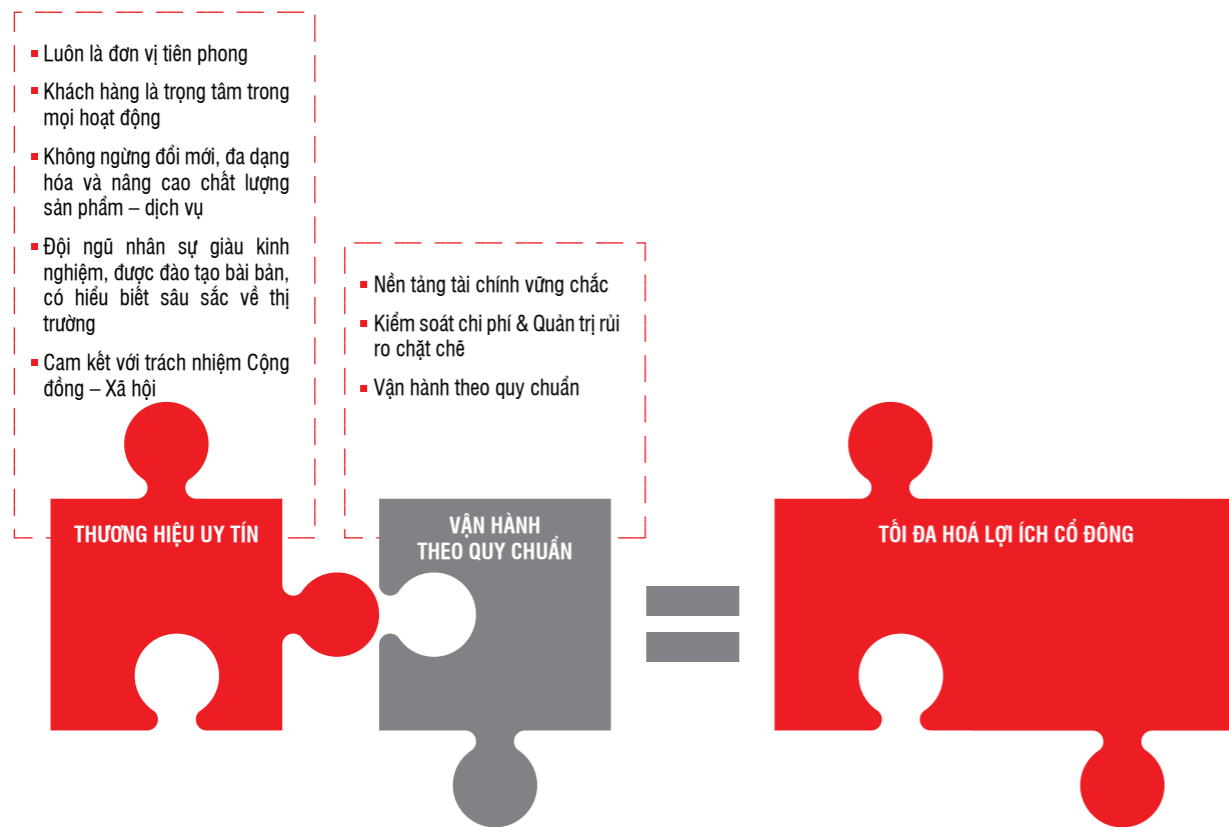 Luôn là đơn vị tiên phong
Khách hàng là trọng tâm trong
mọi hoạt động
Không ngừng đổi mới, đa dạng
hóa và nâng cao chất lượng
sản phẩm – dịch vụ
Đội ngũ nhân sự giàu kinh
nghiệm, được đào tạo bài bản,
có hiểu biết sâu sắc về thị
trường
Cam kết với trách nhiệm Cộng
đồng – Xã hội
Nền tảng tài chính vững chắc
Kiểm soát chi phí & Quản trị rủi
ro chặt chẽ
Vận hành theo quy chuẩn
THƯƠNG HIỆU UY TÍN
VẬN HÀNH
THEO QUY CHUẨN
TỐI ĐA HOÁ LỢI ÍCH CỔ ĐÔNG